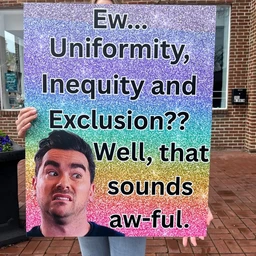 Ew...
Uniformity,
Inequity and
Exclusion??
Well, that
sounds
aw-ful.